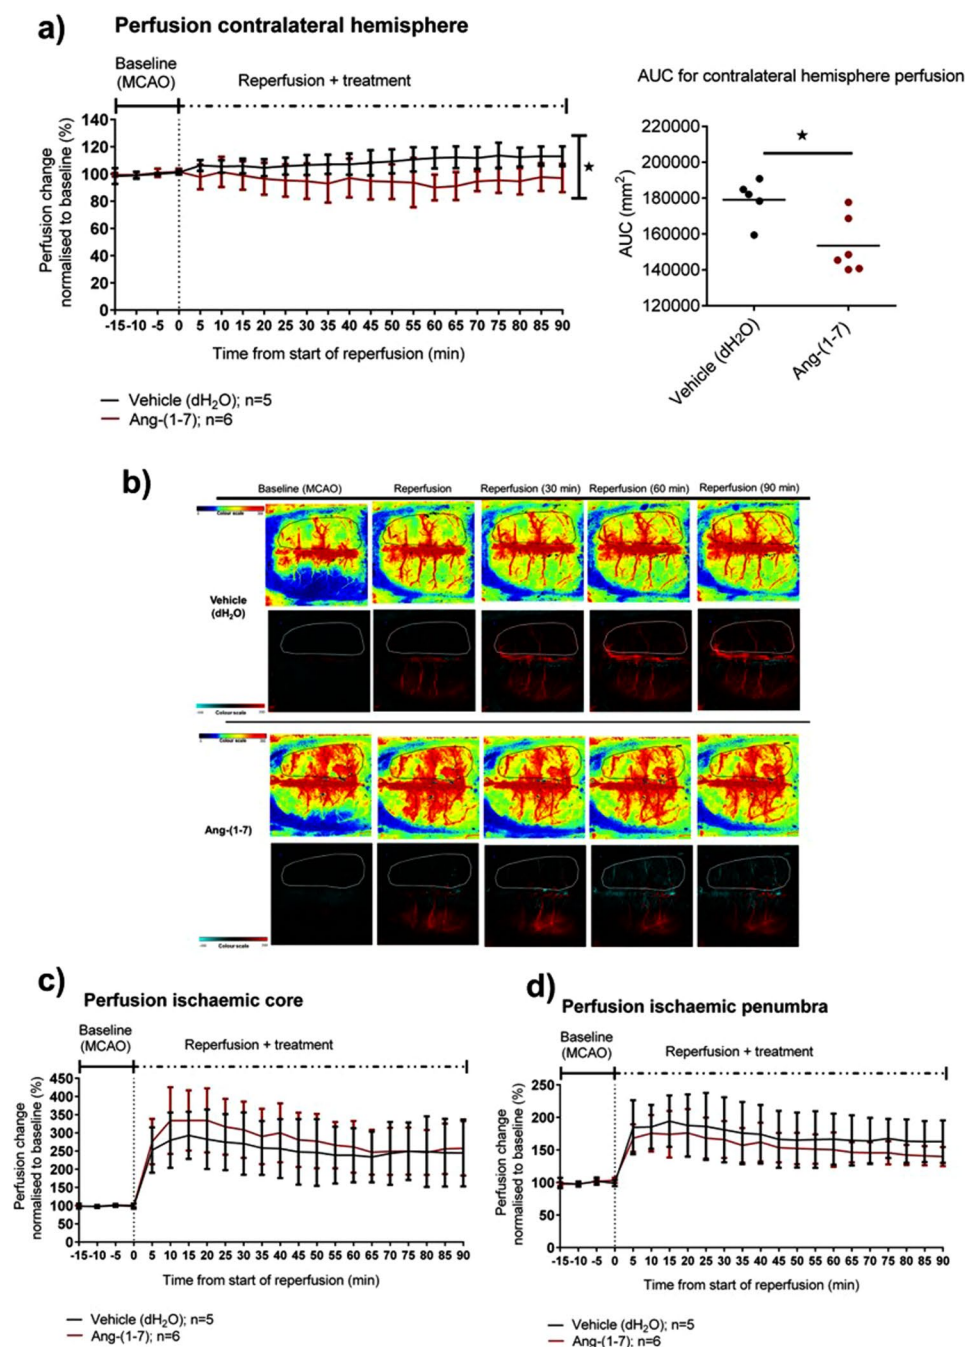 a)
Perfusion contralateral hemisphere
Baseline
(MCAO)
Reperfusion + treatment
Perfusion change
normalised to baseline (%)
140
120
100
80
60
40
20
0
-15 -10 -5 0 5 10 15 20 25 30 35 40 45 50 55 60 65 70 75 80 85 90
Time from start of reperfusion (min)
Vehicle (dH₂O); n=5
Ang-(1-7); n=6
★
AUC for contralateral hemisphere perfusion
AUC (mm²)
220000
200000
180000
160000
140000
120000
★
Vehicle (dH₂O)
Ang-(1-7)
b)
Baseline (MCAO) Reperfusion Reperfusion (30 min) Reperfusion (60 min) Reperfusion (90 min)
Colour scale
Vehicle
(dH₂O)
Colour scale
Colour scale
Ang-(1-7)
Colour scale
c)
Perfusion ischaemic core
Baseline
(MCAO)
Reperfusion + treatment
Perfusion change
normalised to baseline (%)
450
400
350
300
250
200
150
100
50
0
-15 -10 -5 0 5 10 15 20 25 30 35 40 45 50 55 60 65 70 75 80 85 90
Time from start of reperfusion (min)
Vehicle (dH₂O); n=5
Ang-(1-7); n=6
d)
Perfusion ischaemic penumbra
Baseline
(MCAO)
Reperfusion + treatment
Perfusion change
normalised to baseline (%)
250
200
150
100
50
0
-15 -10 -5 0 5 10 15 20 25 30 35 40 45 50 55 60 65 70 75 80 85 90
Time from start of reperfusion (min)
Vehicle (dH₂O); n=5
Ang-(1-7); n=6